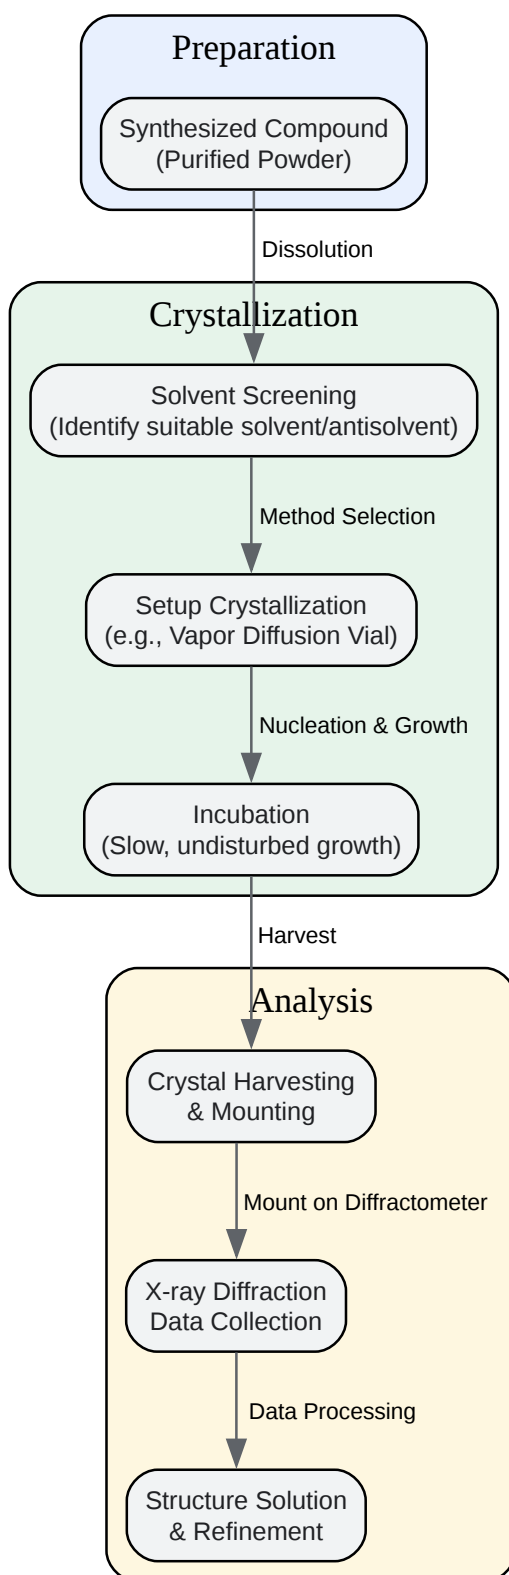 Preparation
Synthesized Compound
(Purified Powder)
Dissolution
Crystallization
Solvent Screening
(Identify suitable solvent/antisolvent)
Method Selection
Setup Crystallization
(e.g., Vapor Diffusion Vial)
Nucleation & Growth
Incubation
(Slow, undisturbed growth)
Harvest
Analysis
Crystal Harvesting
& Mounting
Mount on Diffractometer
X-ray Diffraction
Data Collection
Data Processing
Structure Solution
& Refinement